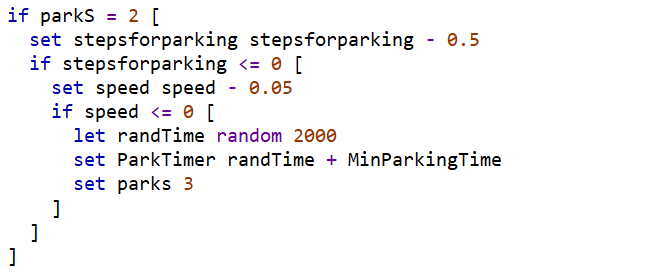 if parkS = 2 [
  set stepsforparking stepsforparking - 0.5
  if stepsforparking <= 0 [
    set speed speed - 0.05
    if speed <= 0 [
      let randTime random 2000
      set ParkTimer randTime + MinParkingTime
      set parks 3
    ]
  ]
]